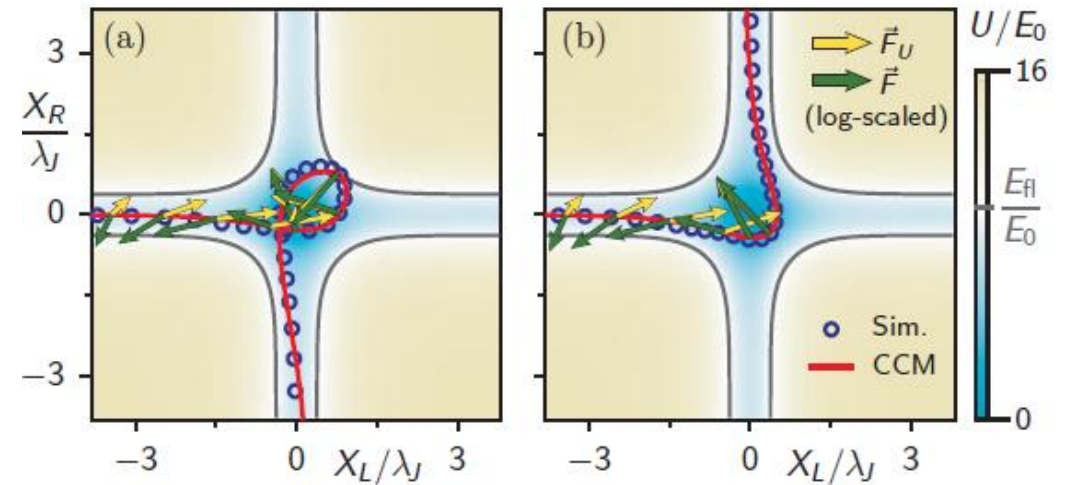 (a)
3
0
−3
X_R
λ_J
−3
0
X_L/λ_J
3
(b)
F⃗_U
F⃗
(log-scaled)
Sim.
CCM
−3
0
X_L/λ_J
3
U/E_0
16
E_fl
E_0
0